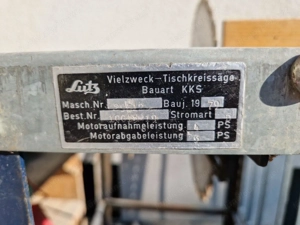 Lutz
Vielzweck-Tischkreissäge
Bauart KKS
Masch.Nr. Bauj. 19
Best.Nr. Stromart
Motoraufnahmeleistung PS
Motorabgabeleistung PS